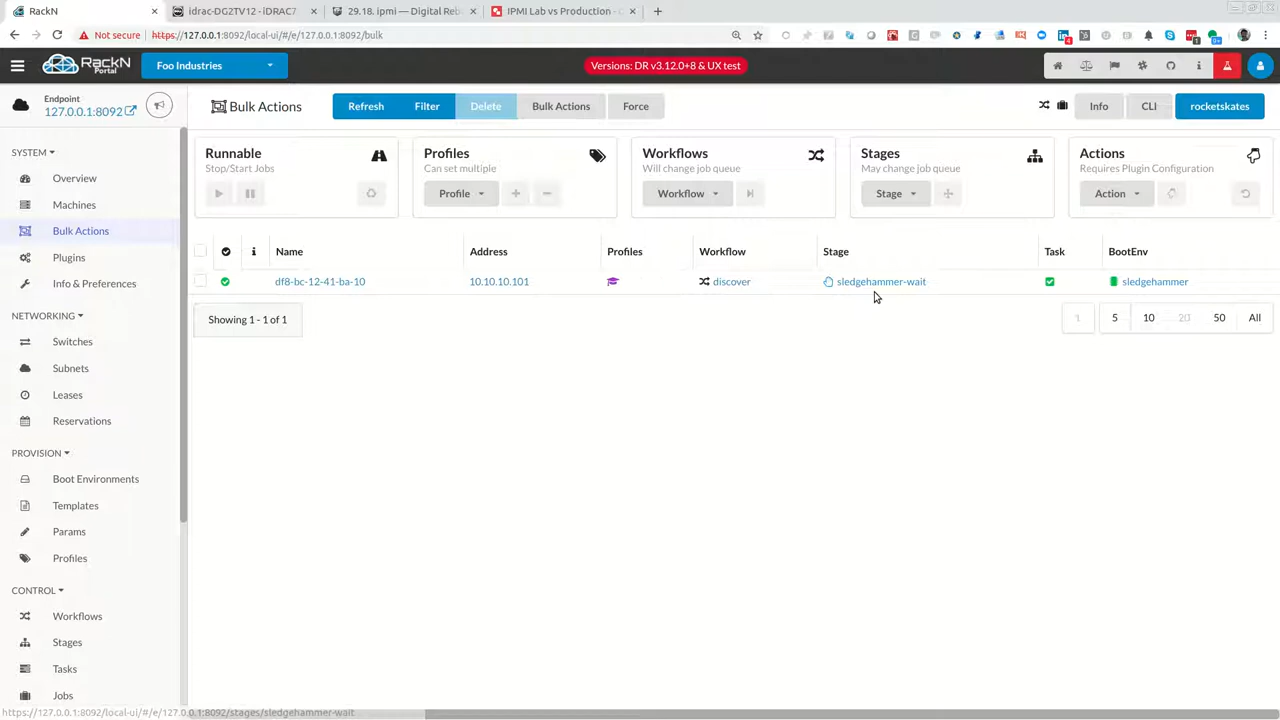 RackN
idrac-DG2TV12 - iDRAC7
29.18. ipmi — Digital Reb
IPMI Lab vs Production - G
Not secure
https://127.0.0.1:8092/local-ui/#/e/127.0.0.1:8092/bulk
RackN
Portal
Foo Industries
Versions: DR v3.12.0+8 & UX test
Endpoint
127.0.0.1:8092
Bulk Actions
Refresh
Filter
Delete
Bulk Actions
Force
Info
CLI
rocketskates
SYSTEM
Overview
Machines
Bulk Actions
Plugins
Info & Preferences
NETWORKING
Switches
Subnets
Leases
Reservations
PROVISION
Boot Environments
Templates
Params
Profiles
CONTROL
Workflows
Stages
Tasks
Jobs
Runnable
Stop/Start Jobs
Profiles
Can set multiple
Profile
Workflows
Will change job queue
Workflow
Stages
May change job queue
Stage
Actions
Requires Plugin Configuration
Action
Name
Address
Profiles
Workflow
Stage
Task
BootEnv
df8-bc-12-41-ba-10
10.10.10.101
discover
sledgehammer-wait
sledgehammer
Showing 1 - 1 of 1
1
5
10
20
50
All
https://127.0.0.1:8092/local-ui/#/e/127.0.0.1:8092/stages/sledgehammer-wait